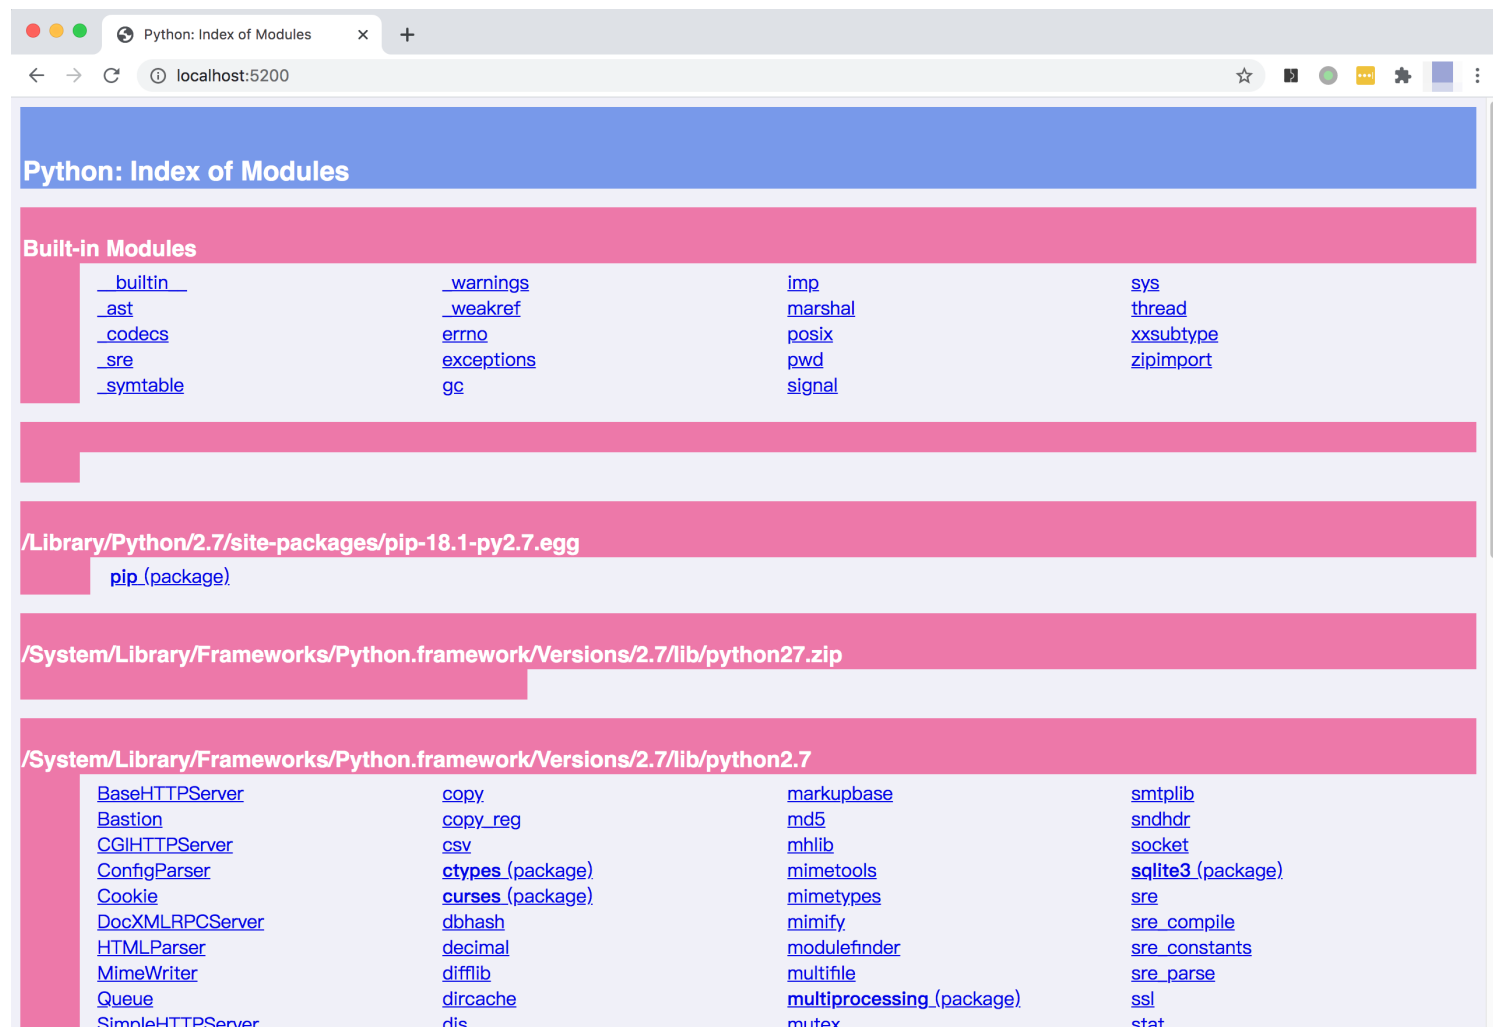 Python: Index of Modules
localhost:5200
Python: Index of Modules
Built-in Modules
__builtin__ _warnings imp sys
_ast _weakref marshal thread
_codecs errno posix xxsubtype
_sre exceptions pwd zipimport
_symtable gc signal
/Library/Python/2.7/site-packages/pip-18.1-py2.7.egg
pip (package)
/System/Library/Frameworks/Python.framework/Versions/2.7/lib/python27.zip
/System/Library/Frameworks/Python.framework/Versions/2.7/lib/python2.7
BaseHTTPServer copy markupbase smtplib
Bastion copy_reg md5 sndhdr
CGIHTTPServer csv mhlib socket
ConfigParser ctypes (package) mimetools sqlite3 (package)
Cookie curses (package) mimetypes sre
DocXMLRPCServer dbhash mimify sre_compile
HTMLParser decimal modulefinder sre_constants
MimeWriter difflib multifile sre_parse
Queue dircache multiprocessing (package) ssl
SimpleHTTPServer dis mutex stat